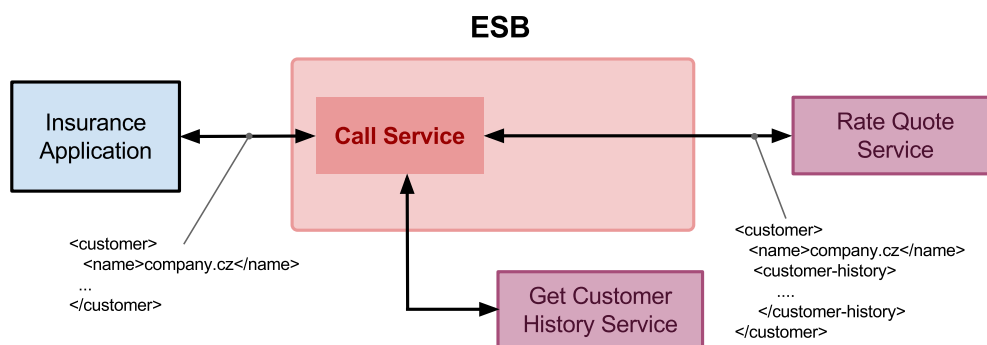 ESB
Insurance
Application
Call Service
Rate Quote
Service
<customer>
<name>company.cz</name>
...
</customer>
Get Customer
History Service
<customer>
<name>company.cz</name>
<customer-history>
....
</customer-history>
</customer>